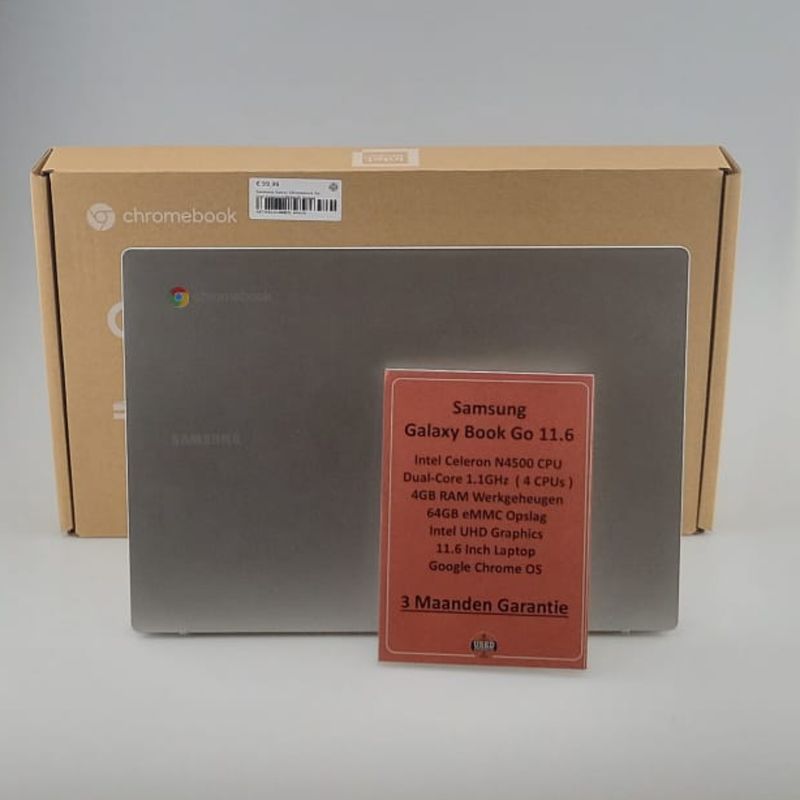 chromebook
chromebook
SAMSUNG
Samsung
Galaxy Book Go 11.6
Intel Celeron N4500 CPU
Dual-Core 1.1GHz ( 4 CPUs )
4GB RAM Werkgeheugen
64GB eMMC Opslag
Intel UHD Graphics
11.6 Inch Laptop
Google Chrome OS
3 Maanden Garantie
USED